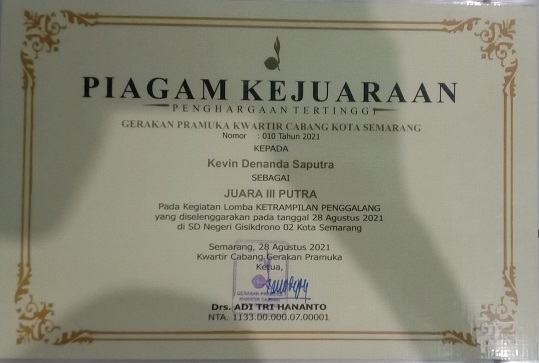 PIAGAM KEJUARAAN
PENGHARGAAN TERTINGGI
GERAKAN PRAMUKA KWARTIR CABANG KOTA SEMARANG
Nomor : 010 Tahun 2021
KEPADA
Kevin Denanda Saputra
SEBAGAI
JUARA III PUTRA
Pada Kegiatan Lomba KETRAMPILAN PENGGALANG
yang diselenggarakan pada tanggal 28 Agustus 2021
di SD Negeri Gisikdrono 02 Kota Semarang
Semarang, 28 Agustus 2021
Kwartir Cabang Gerakan Pramuka
Ketua,
GERAKAN PRAMUKA
Drs. ADI TRI HANANTO
NTA. 1133.00.000.07.00001